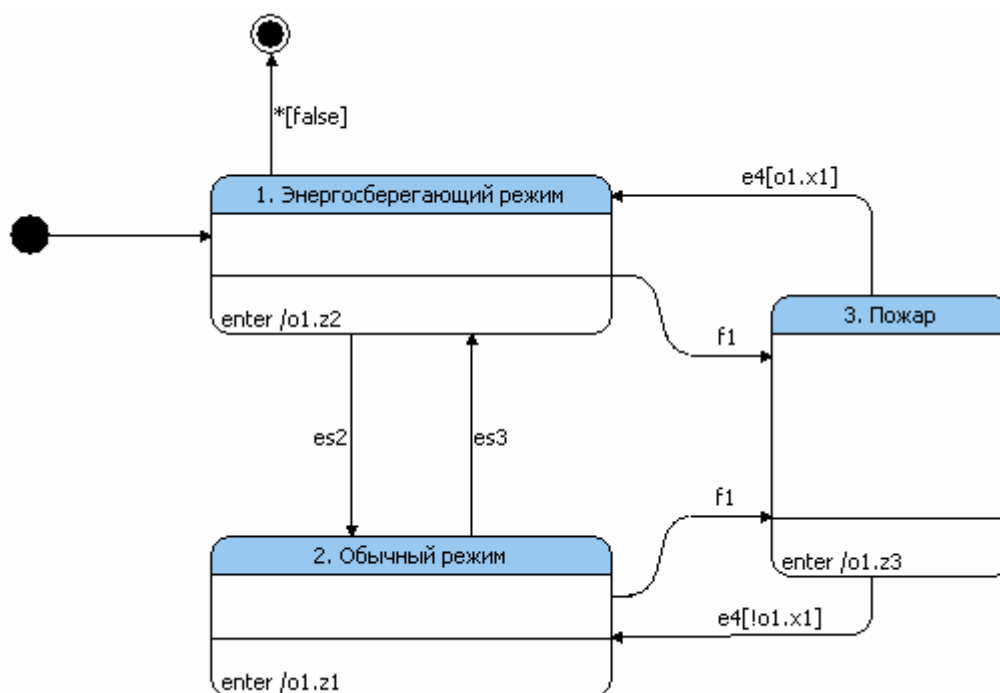 *[false]
1. Энергосберегающий режим
e4[o1.x1]
enter /o1.z2
3. Пожар
f1
es2
es3
f1
2. Обычный режим
enter /o1.z3
e4[!o1.x1]
enter /o1.z1